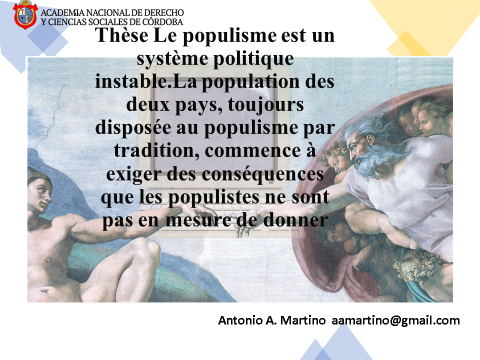 ACADEMIA NACIONAL DE DERECHO
Y CIENCIAS SOCIALES DE CÓRDOBA
Thèse Le populisme est un
système politique
instable.La population des
deux pays, toujours
disposée au populisme par
tradition, commence à
exiger des conséquences
que les populistes ne sont
pas en mesure de donner
Antonio A. Martino aamartino@gmail.com